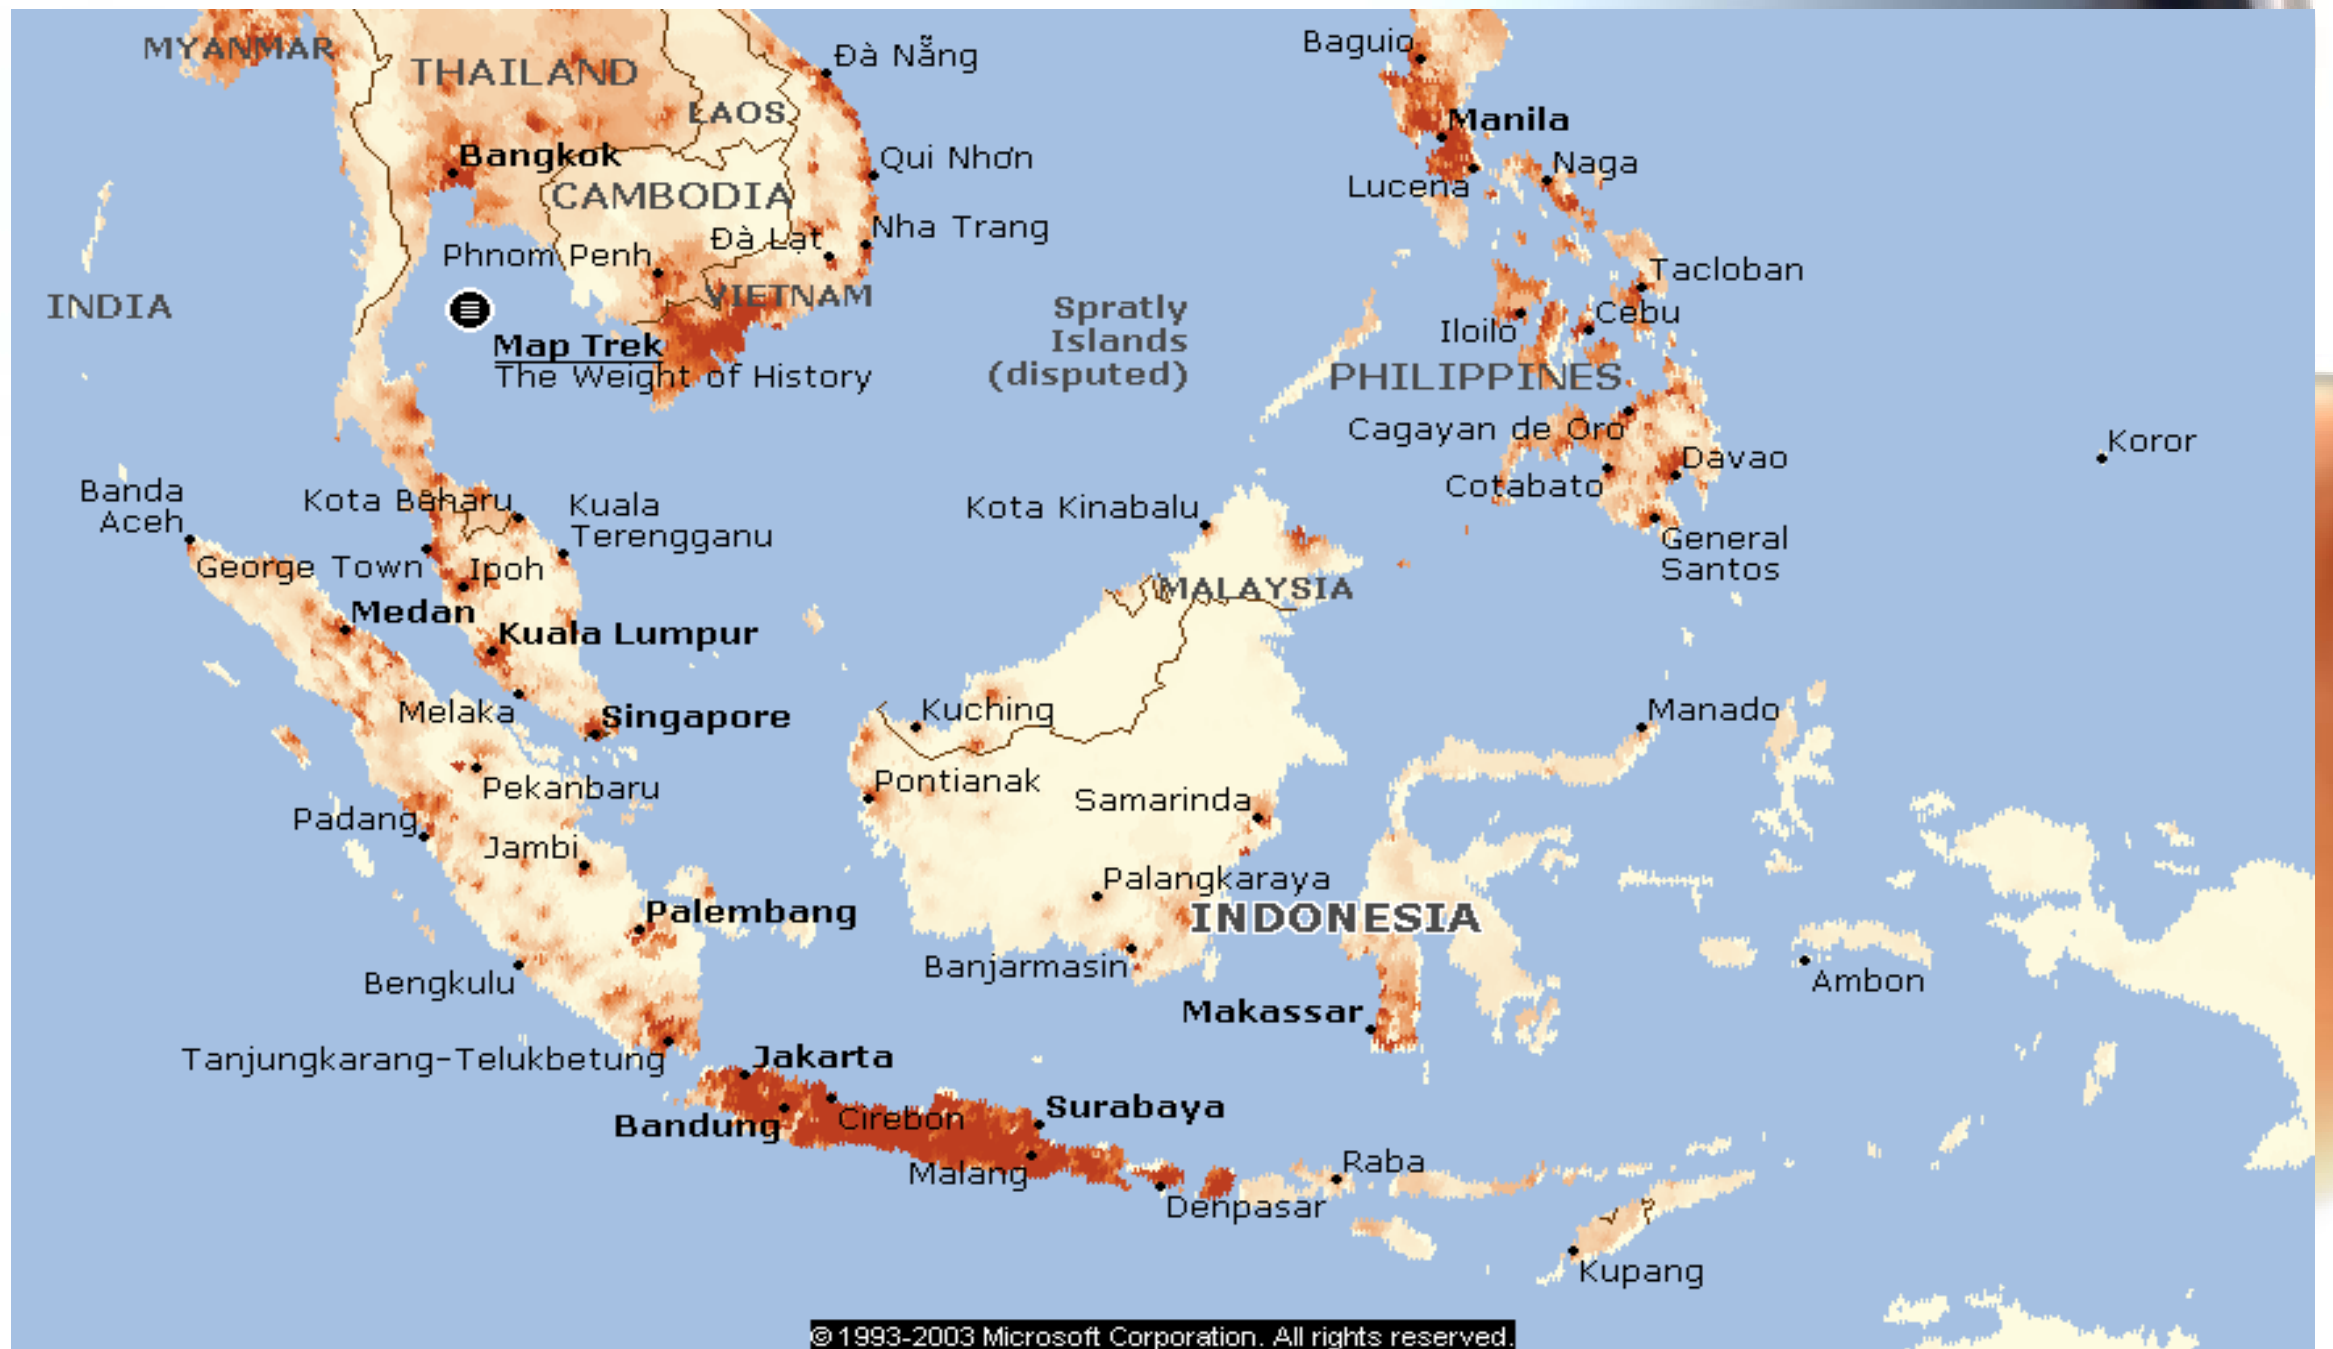 MYANMAR
THAILAND
LAOS
Đà Nẵng
Baguio
Manila
Bangkok
CAMBODIA
Qui Nhơn
Lucena
Naga
Phnom Penh
Đà Lạt
Nha Trang
INDIA
VIETNAM
Tacloban
Spratly
Islands
(disputed)
Iloilo
Cebu
Map Trek
The Weight of History
PHILIPPINES
Cagayan de Oro
Koror
Davao
Cotabato
Banda
Aceh
Kota Baharu
Kuala
Terengganu
Kota Kinabalu
General
Santos
George Town
Ipoh
MALAYSIA
Medan
Kuala Lumpur
Melaka
Singapore
Kuching
Manado
Pekanbaru
Pontianak
Samarinda
Padang
Jambi
Palangkaraya
Palembang
INDONESIA
Bengkulu
Banjarmasin
Ambon
Makassar
Tanjungkarang-Telukbetung
Jakarta
Bandung
Cirebon
Surabaya
Malang
Raba
Denpasar
Kupang
© 1993-2003 Microsoft Corporation. All rights reserved.